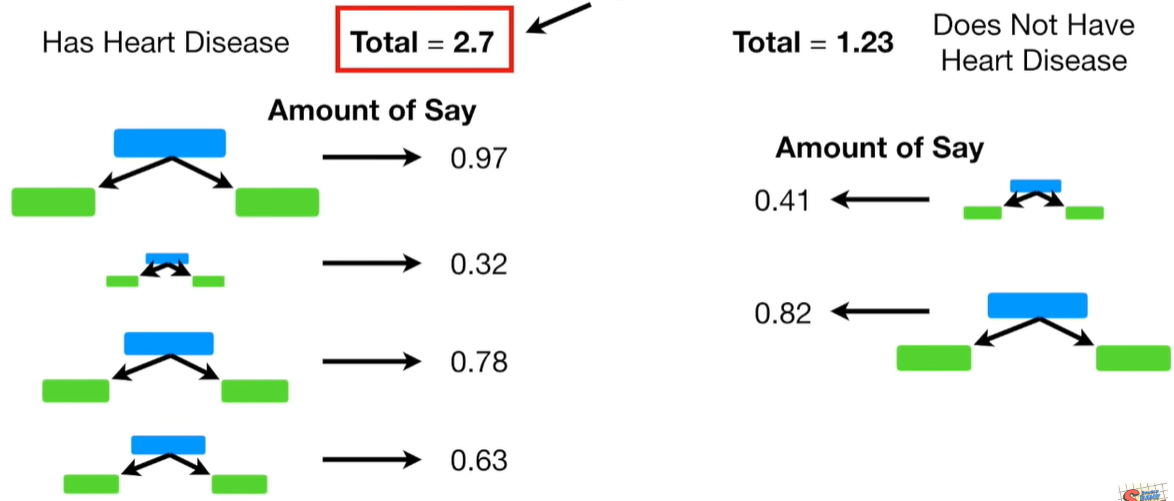 Has Heart Disease
Total = 2.7
Amount of Say
0.97
0.32
0.78
0.63
Total = 1.23
Does Not Have
Heart Disease
Amount of Say
0.41
0.82